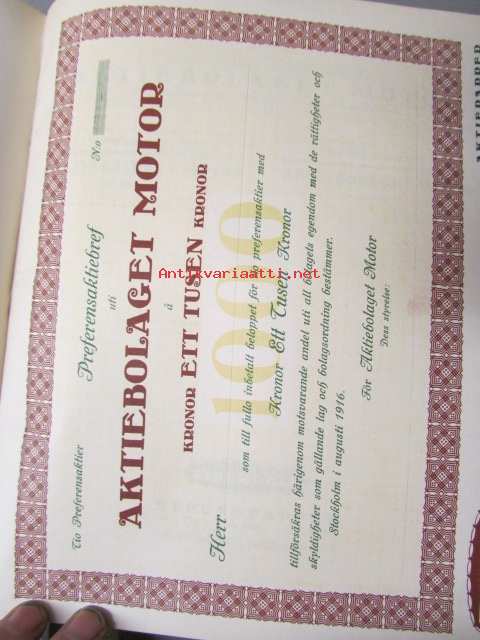 Tio Preferensaktier
No
Preferensaktiebref
uti
AKTIEBOLAGET MOTOR
à
KRONOR ETT TUSEN KRONOR
1000
Herr
som till fullo inbetalt beloppet för tio preferensaktier med
Kronor Ett Tusen Kronor
tillförsäkras härigenom motsvarande andel uti all bolagets egendom med de rättigheter och
skyldigheter som gällande lag och bolagsordning bestämmer.
Stockholm i augusti 1916.
För Aktiebolaget Motor
Dess styrelse:
Antikvariaatti.net